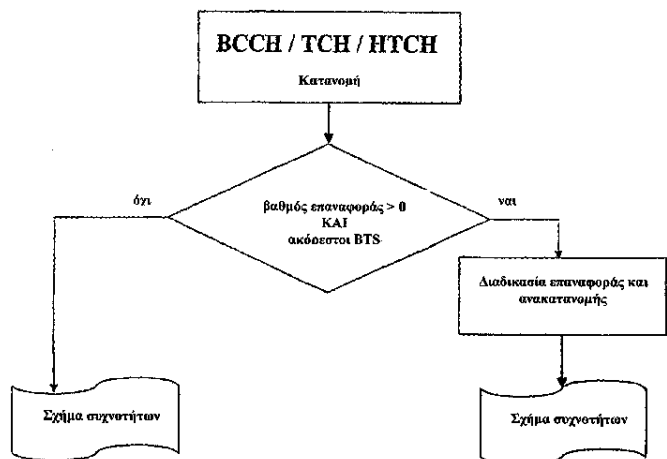 BCCH / TCH / HTCH
Κατανομή
όχι
βαθμός επαναφοράς > 0
ΚΑΙ
ακόρεστοι BTS
ναι
Διαδικασία επαναφοράς και
ανακατανομής
Σχήμα συχνοτήτων
Σχήμα συχνοτήτων